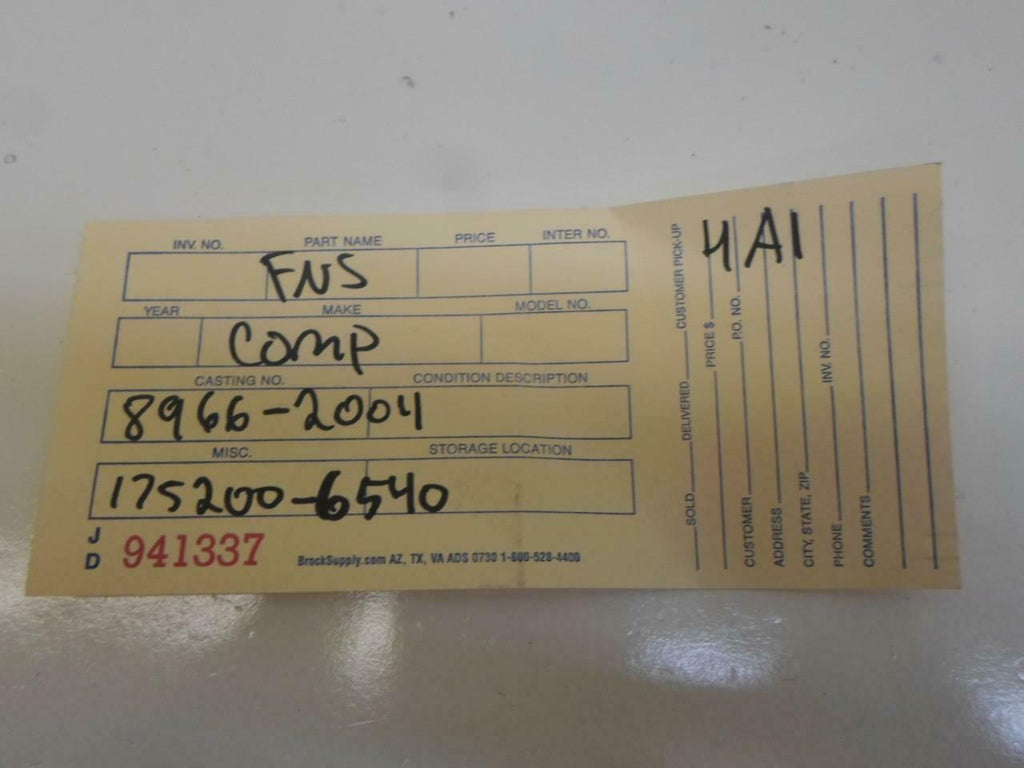 INV. NO. PART NAME PRICE INTER NO.
FNS
YEAR MAKE MODEL NO.
COMP
CASTING NO. CONDITION DESCRIPTION
8966-2004
MISC. STORAGE LOCATION
175200-6540
J D 941337
BrockSupply.com AZ, TX, VA ADS 0730 1-800-528-4400
4A1
SOLD DELIVERED CUSTOMER PICK-UP
PRICE $
CUSTOMER P.O. NO.
ADDRESS
CITY, STATE, ZIP
PHONE INV. NO.
COMMENTS